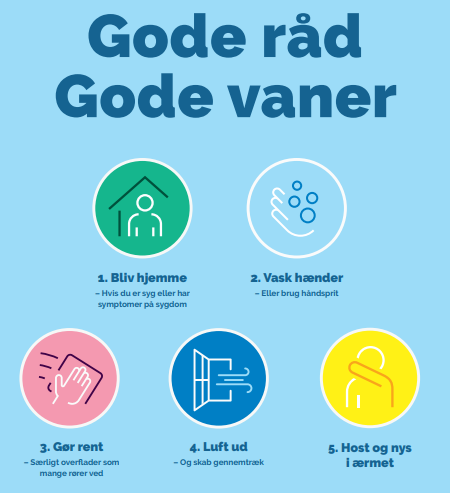 Gode råd
Gode vaner
1. Bliv hjemme
– Hvis du er syg eller har
symptomer på sygdom
2. Vask hænder
– Eller brug håndsprit
3. Gør rent
– Særligt overflader som
mange rører ved
4. Luft ud
– Og skab gennemtræk
5. Host og nys
i ærmet